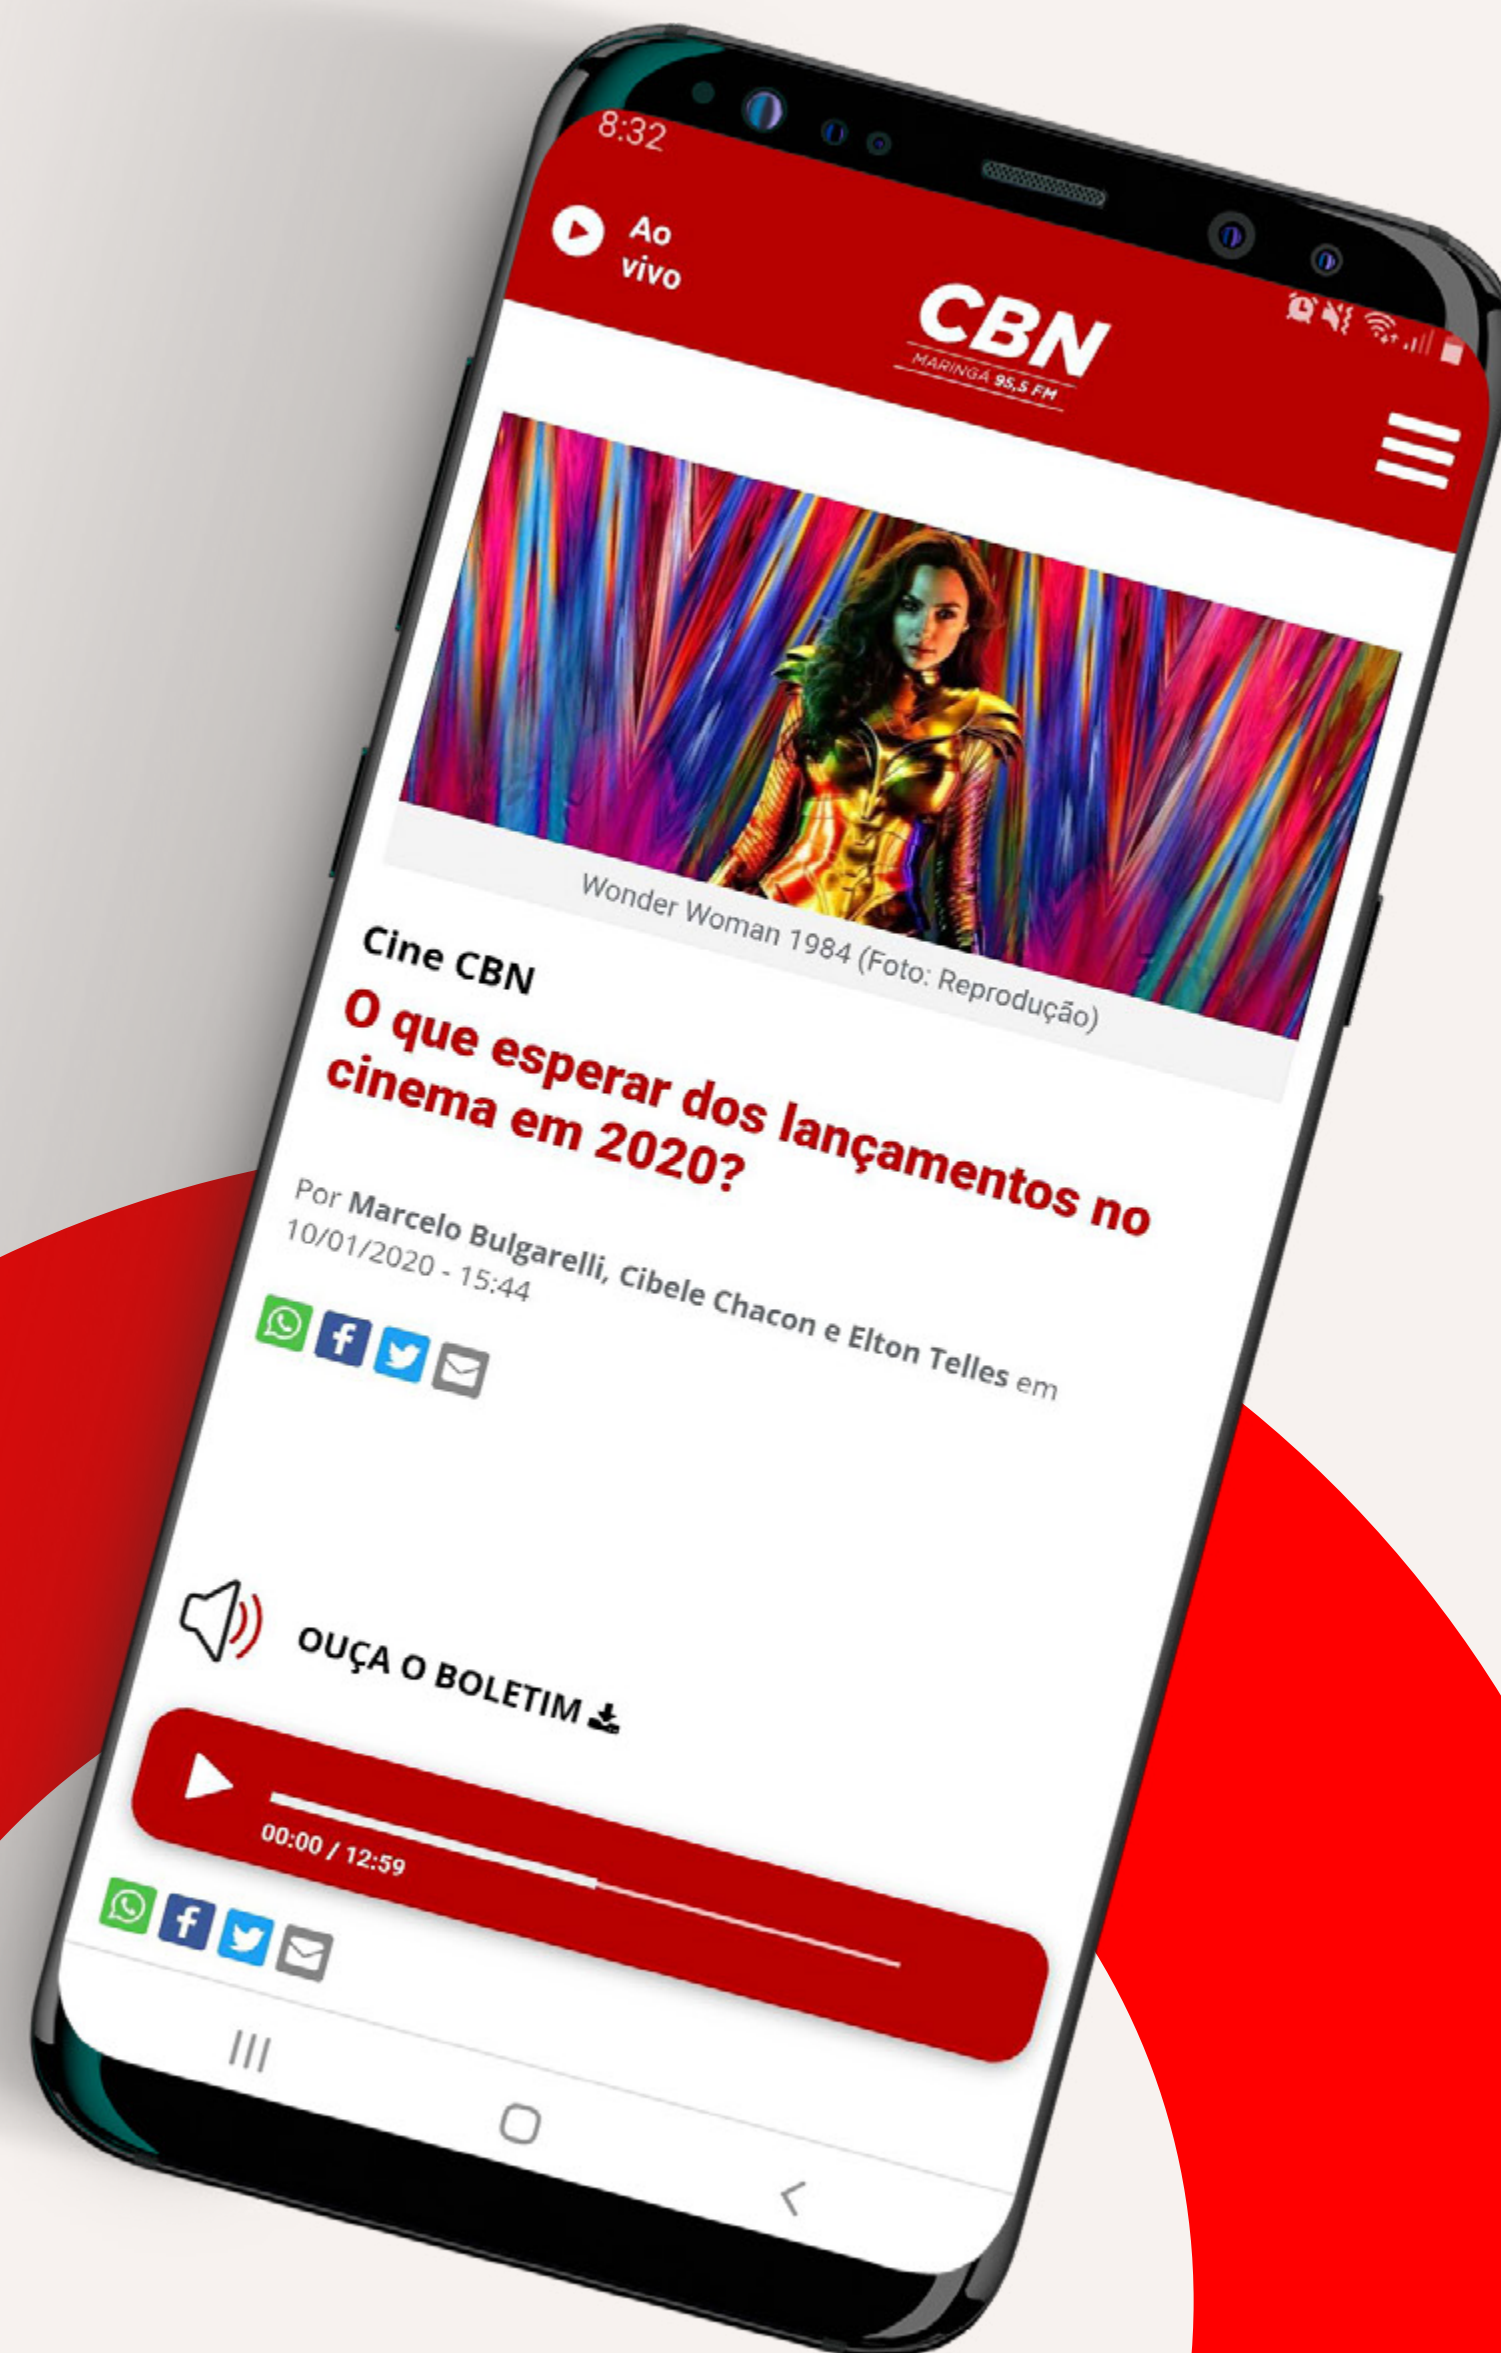 8:32
Ao
vivo
CBN
MARINGÁ 95,5 FM
Wonder Woman 1984 (Foto: Reprodução)
Cine CBN
O que esperar dos lançamentos no
cinema em 2020?
Por Marcelo Bulgarelli, Cibele Chacon e Elton Telles em
10/01/2020 - 15:44
OUÇA O BOLETIM
00:00 / 12:59